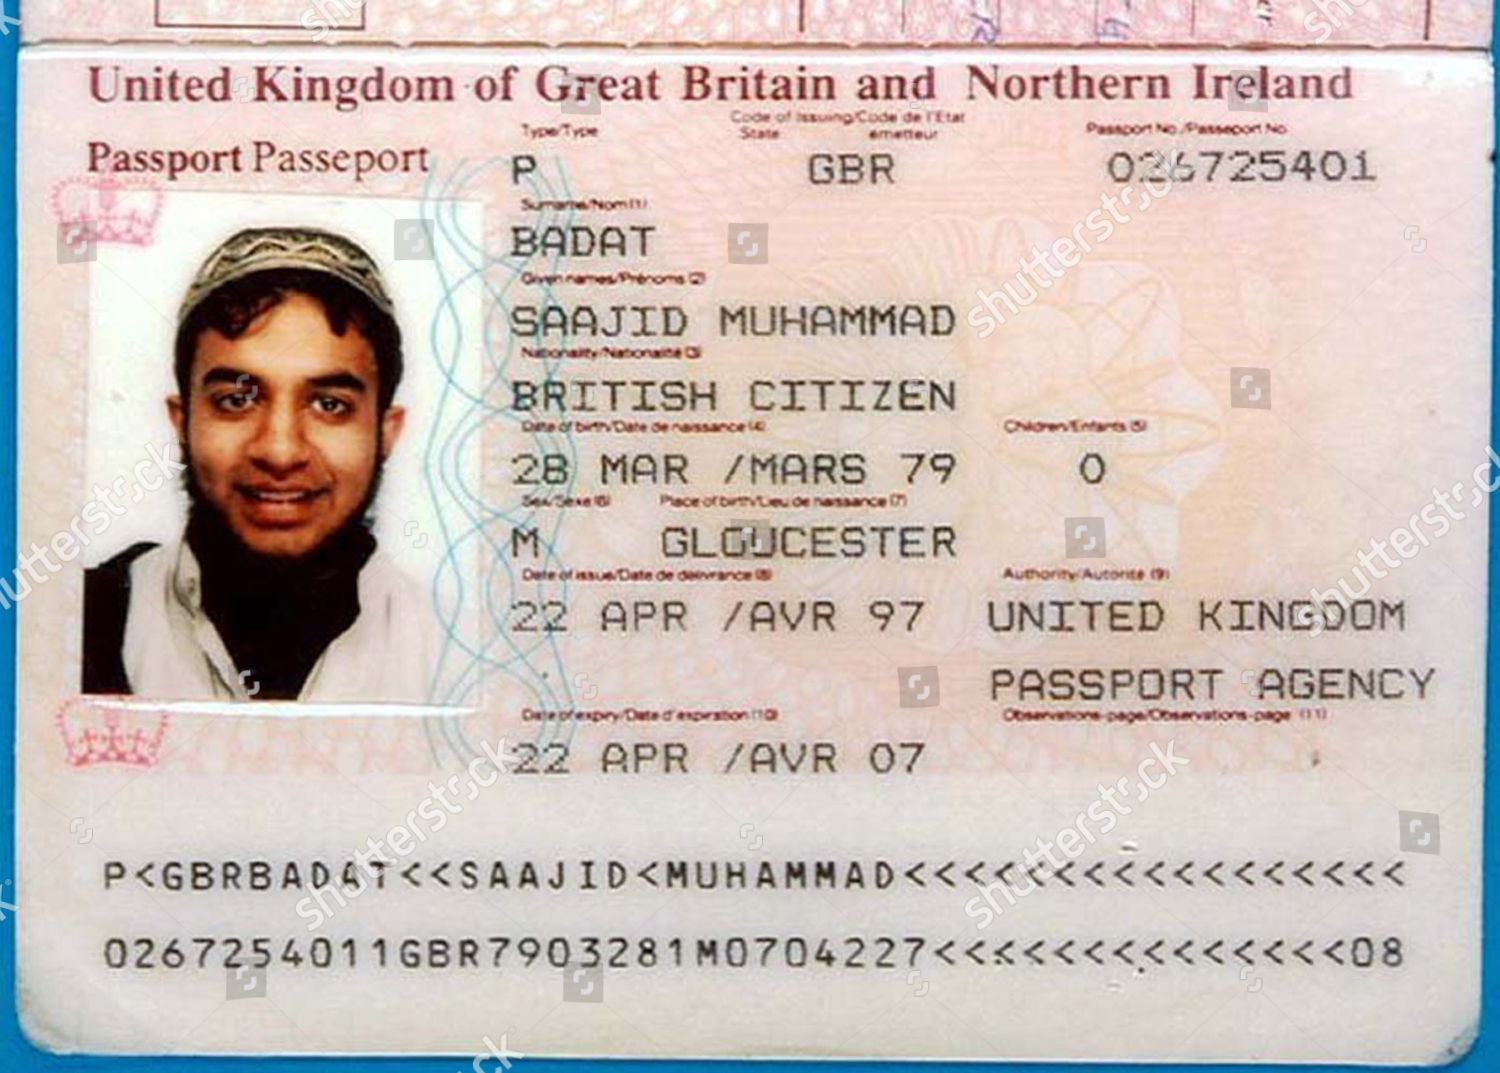 United Kingdom of Great Britain and Northern Ireland
Passport Passeport
Type/Type
Code of Issuing/Code de l'Etat
State émetteur
Passport No./Passeport No.
P GBR 026725401
Surname/Nom (1)
BADAT
Given names/Prénoms (2)
SAAJID MUHAMMAD
Nationality/Nationalité (3)
BRITISH CITIZEN
Date of birth/Date de naissance (4) Children/Enfants (5)
28 MAR /MARS 79 0
Sex/Sexe (6) Place of birth/Lieu de naissance (7)
M GLOUCESTER
Date of issue/Date de délivrance (8) Authority/Autorité (9)
22 APR /AVR 97 UNITED KINGDOM
PASSPORT AGENCY
Date of expiry/Date d'expiration (10) Observations-page/Observations-page (11)
22 APR /AVR 07
P<GBRBADAT<<SAAJID<MUHAMMAD<<<<<<<<<<<<<<<<<
0267254011GBR7903281M0704227<<<<<<<<<<<<<<08
shutterstock
shutterstock
shutterstock
shutterstock
shutterstock